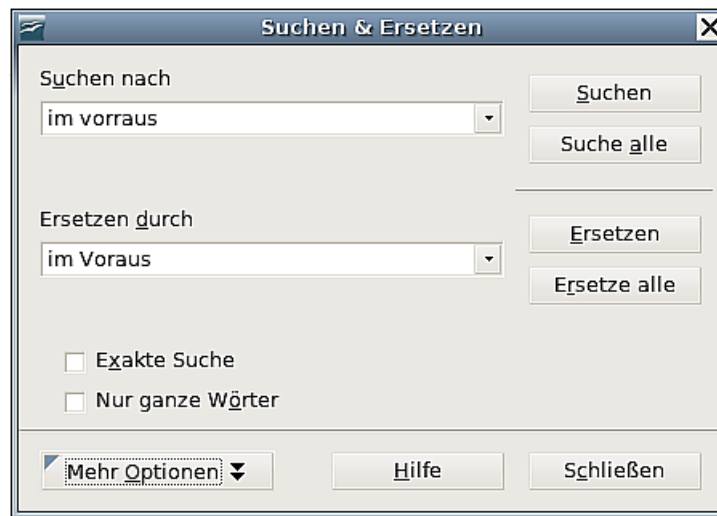 Suchen & Ersetzen
Suchen nach
im vorraus
Suchen
Suche alle
Ersetzen durch
im Voraus
Ersetzen
Ersetze alle
Exakte Suche
Nur ganze Wörter
Mehr Optionen
Hilfe
Schließen